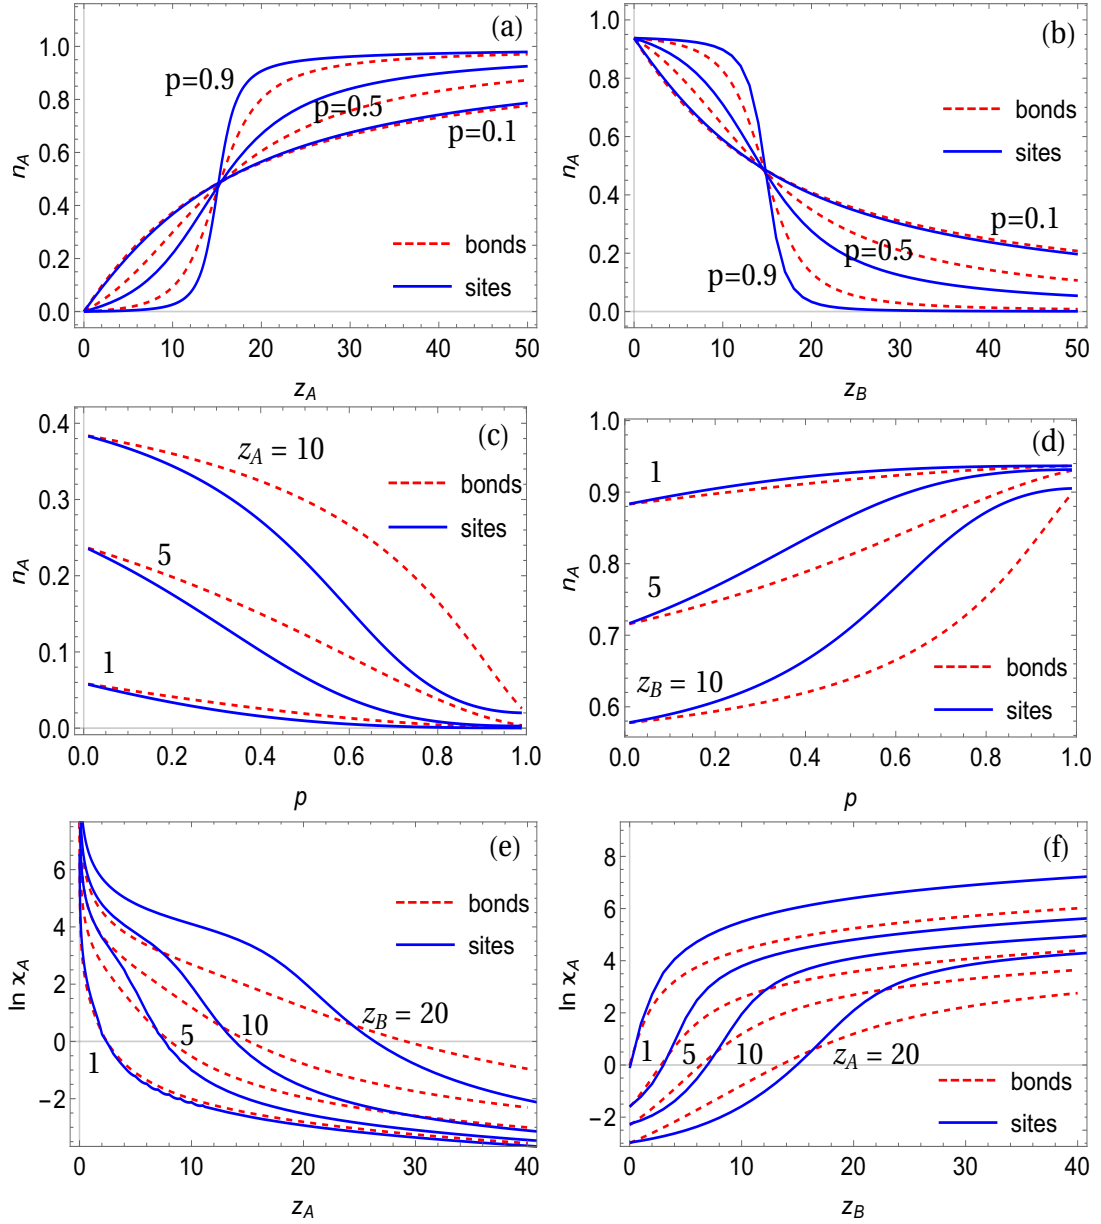 (a)
1.0
0.8
0.6
0.4
0.2
0.0
n_A
p=0.9
p=0.5
p=0.1
bonds
sites
0 10 20 30 40 50
z_A
(b)
1.0
0.8
0.6
0.4
0.2
0.0
n_A
bonds
sites
p=0.1
p=0.5
p=0.9
0 10 20 30 40 50
z_B
(c)
0.4
0.3
0.2
0.1
0.0
n_A
z_A = 10
5
1
bonds
sites
0.0 0.2 0.4 0.6 0.8 1.0
p
(d)
1.0
0.9
0.8
0.7
0.6
n_A
1
5
z_B = 10
bonds
sites
0.0 0.2 0.4 0.6 0.8 1.0
p
(e)
6
4
2
0
−2
ln ϰ_A
bonds
sites
z_B = 20
10
5
1
0 10 20 30 40
z_A
(f)
8
6
4
2
0
−2
ln ϰ_A
1
5
10
z_A = 20
bonds
sites
0 10 20 30 40
z_B